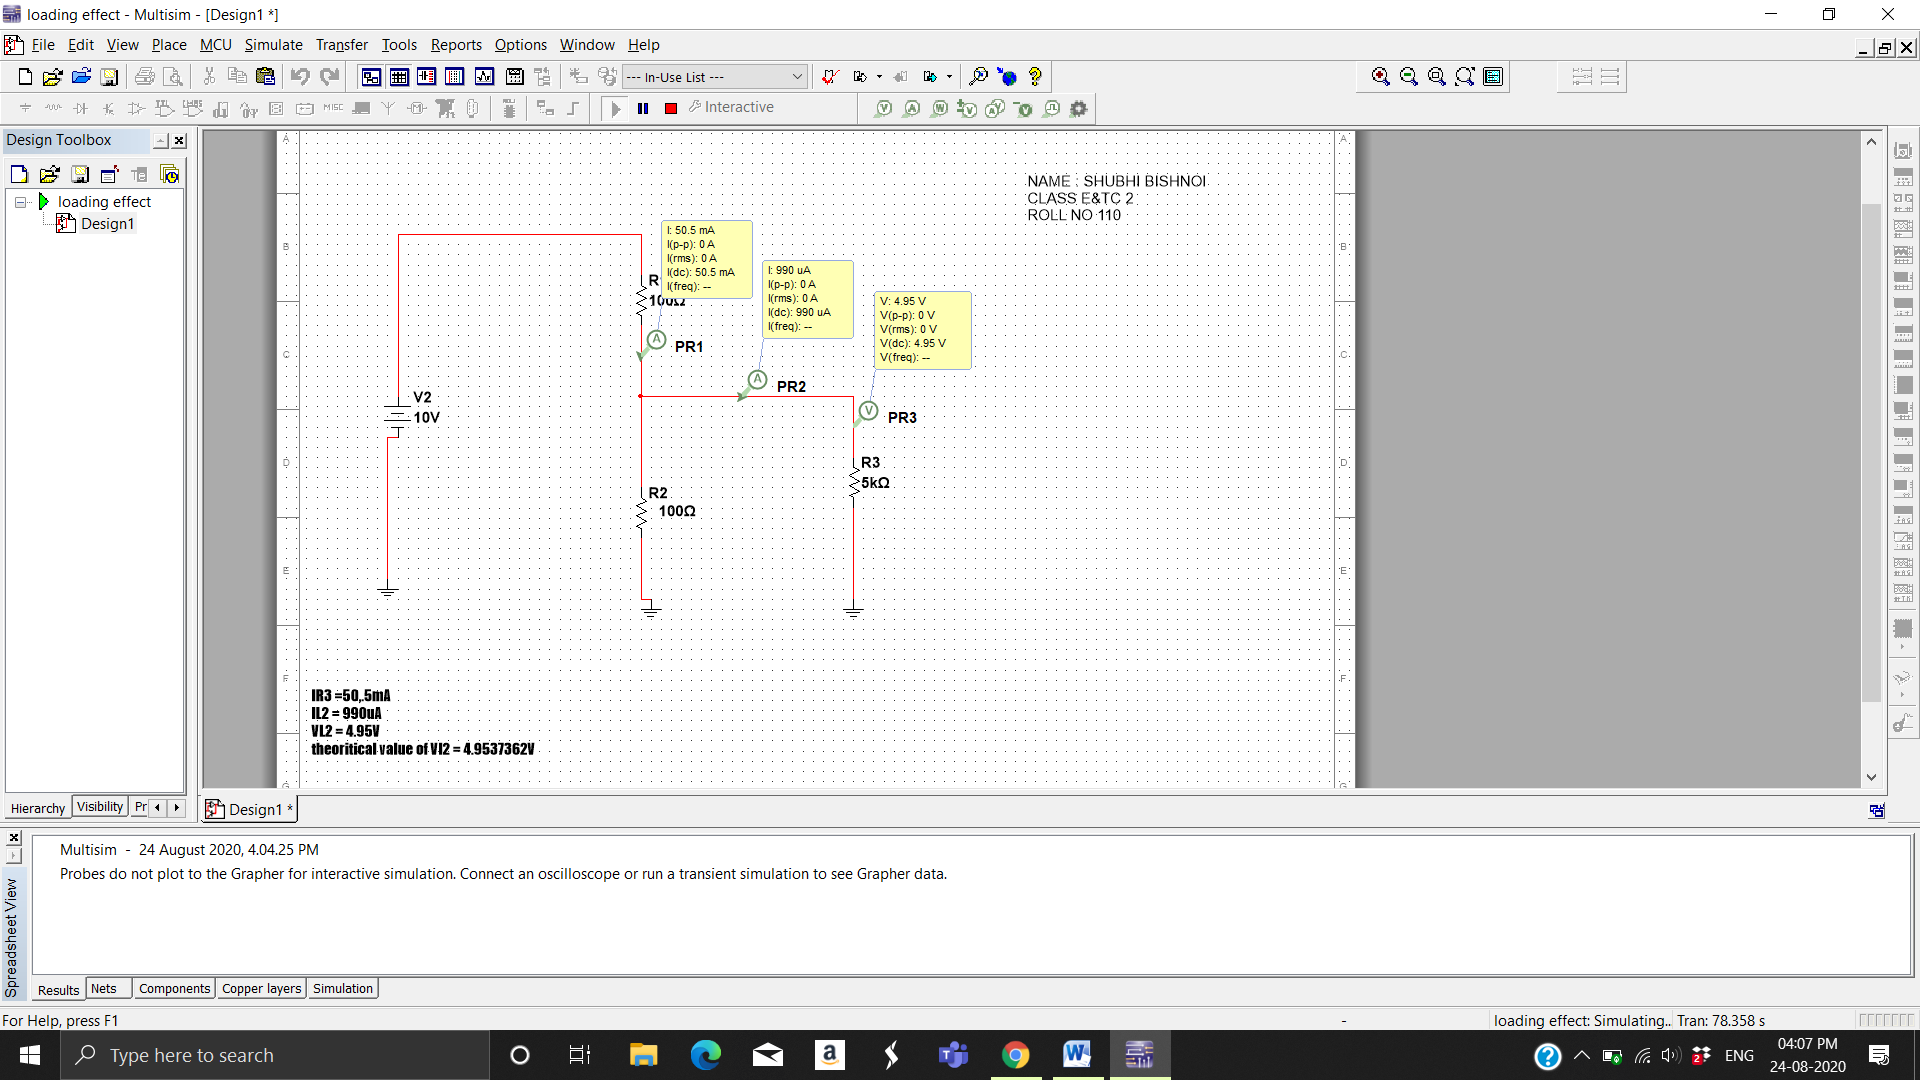 loading effect - Multisim - [Design1 *]
File Edit View Place MCU Simulate Transfer Tools Reports Options Window Help
--- In-Use List ---
MISC
Interactive
Design Toolbox
loading effect
Design1
A
B
C
D
E
F
G
A
B
C
D
E
F
G
NAME : SHUBHI BISHNOI
CLASS E&TC 2
ROLL NO 110
I: 50.5 mA
I(p-p): 0 A
I(rms): 0 A
I(dc): 50.5 mA
I(freq): --
I: 990 uA
I(p-p): 0 A
I(rms): 0 A
I(dc): 990 uA
I(freq): --
V: 4.95 V
V(p-p): 0 V
V(rms): 0 V
V(dc): 4.95 V
V(freq): --
100Ω
A
PR1
A
PR2
V
PR3
V2
10V
R3
5kΩ
R2
100Ω
IR3 =50,.5mA
IL2 = 990uA
VL2 = 4.95V
theoritical value of Vl2 = 4.9537362V
Hierarchy Visibility Pr
Design1 *
Multisim - 24 August 2020, 4.04.25 PM
Probes do not plot to the Grapher for interactive simulation. Connect an oscilloscope or run a transient simulation to see Grapher data.
Spreadsheet View
Results Nets Components Copper layers Simulation
For Help, press F1
-
loading effect: Simulating.. Tran: 78.358 s
Type here to search
ENG
04:07 PM
24-08-2020